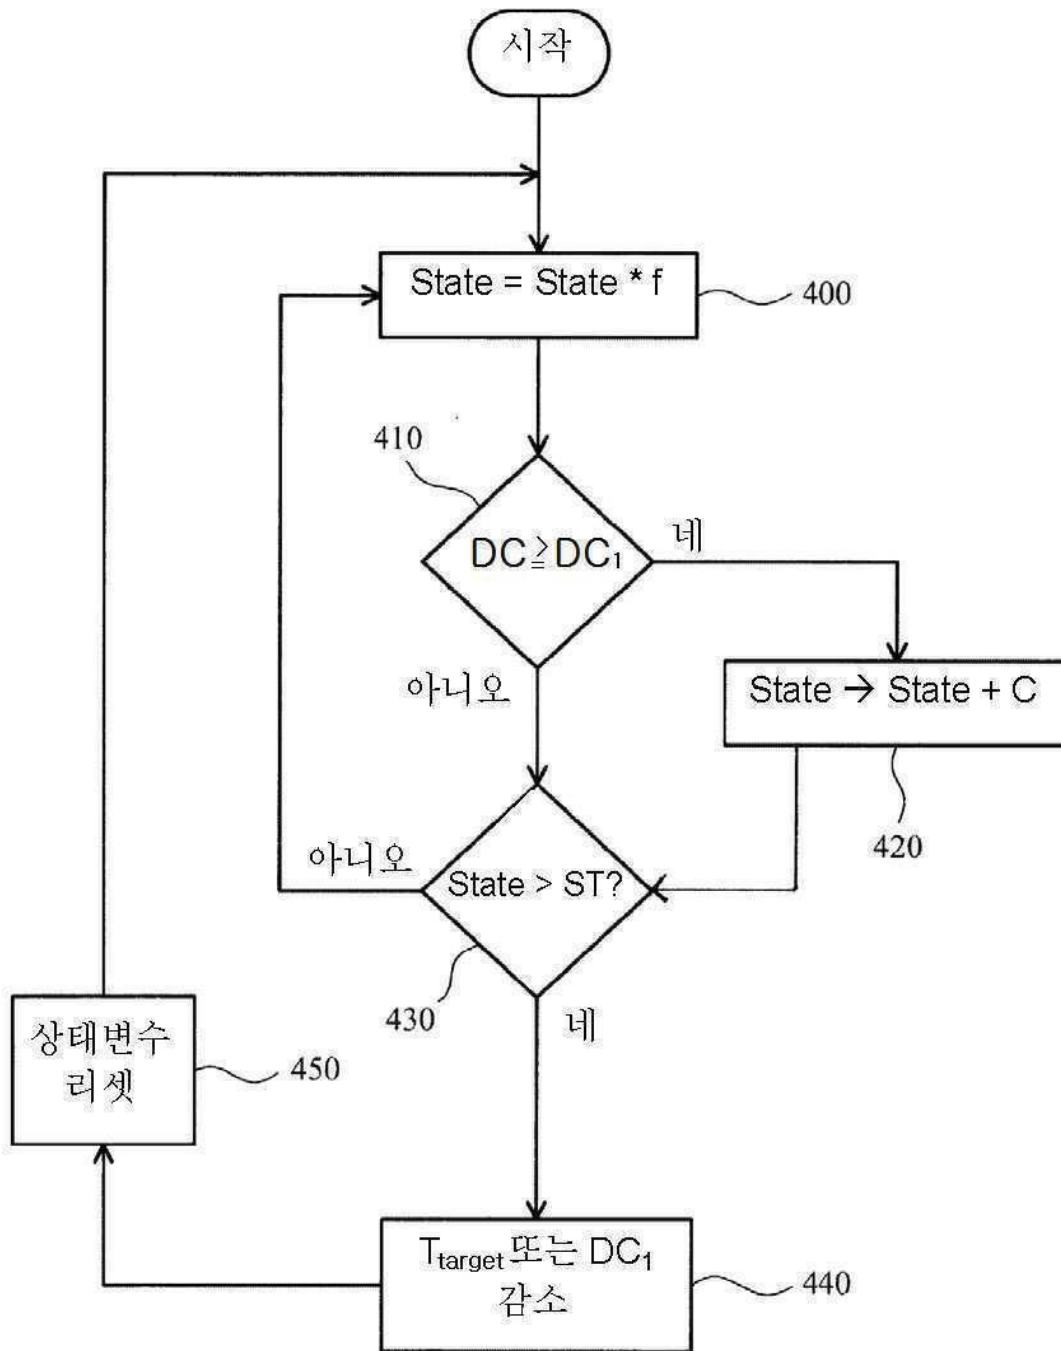 시작
State = State * f
400
410
DC ≧ DC₁
네
아니오
State → State + C
420
아니오
State > ST?
430
네
상태변수
리셋
450
T_target 또는 DC₁
감소
440